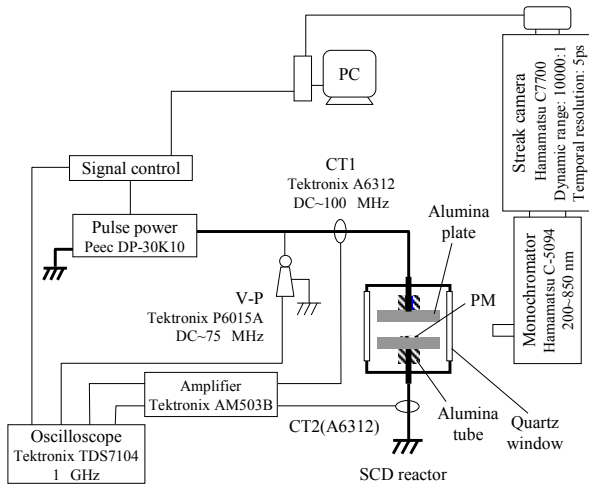 PC
Streak camera
Hamamatsu C7700
Dynamic range: 10000:1
Temporal resolution: 5ps
Signal control
CT1
Tektronix A6312
DC~100 MHz
Pulse power
Peec DP-30K10
Alumina
plate
V-P
Tektronix P6015A
DC~75 MHz
PM
Monochromator
Hamamatsu C-5094
200~850 nm
Amplifier
Tektronix AM503B
CT2(A6312)
Alumina
tube
Quartz
window
Oscilloscope
Tektronix TDS7104
1 GHz
SCD reactor